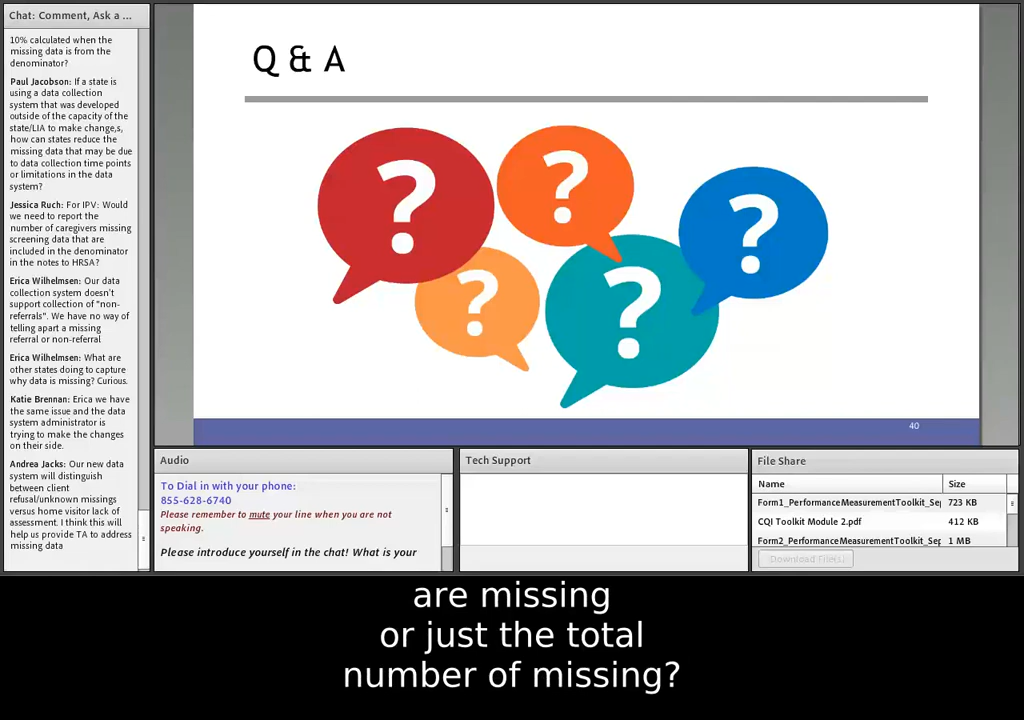 Chat: Comment, Ask a ...
10% calculated when the
missing data is from the
denominator?
Paul Jacobson: If a state is
using a data collection
system that was developed
outside of the capacity of the
state/LIA to make change,s,
how can states reduce the
missing data that may be due
to data collection time points
or limitations in the data
system?
Jessica Ruch: For IPV: Would
we need to report the
number of caregivers missing
screening data that are
included in the denominator
in the notes to HRSA?
Erica Wilhelmsen: Our data
collection system doesn't
support collection of "non-
referrals". We have no way of
telling apart a missing
referral or non-referral
Erica Wilhelmsen: What are
other states doing to capture
why data is missing? Curious.
Katie Brennan: Erica we have
the same issue and the data
system administrator is
trying to make the changes
on their side.
Andrea Jacks: Our new data
system will distinguish
between client
refusal/unknown missings
versus home visitor lack of
assessment. I think this will
help us provide TA to address
missing data
Q & A
? ? ? ? ?
40
Audio
To Dial in with your phone:
855-628-6740
Please remember to mute your line when you are not
speaking.
Please introduce yourself in the chat! What is your
Tech Support
File Share
Name Size
Form1_PerformanceMeasurementToolkit_Sep 723 KB
CQI Toolkit Module 2.pdf 412 KB
Form2_PerformanceMeasurementToolkit_Sep 1 MB
Download File(s)
are missing
or just the total
number of missing?